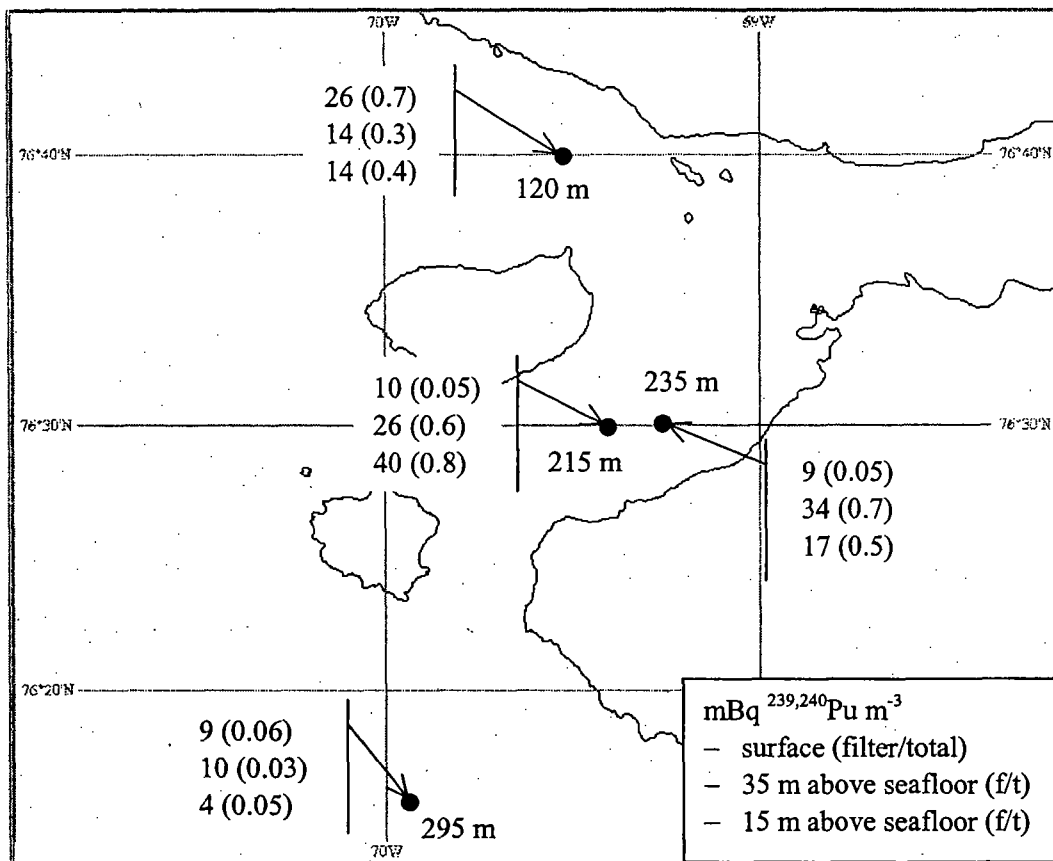 70W
69W
26 (0.7)
14 (0.3)
14 (0.4)
76°40'N
76°40'N
120 m
10 (0.05)
26 (0.6)
40 (0.8)
235 m
76°30'N
76°30'N
215 m
9 (0.05)
34 (0.7)
17 (0.5)
76°20'N
9 (0.06)
10 (0.03)
4 (0.05)
295 m
70W
mBq 239,240Pu m-3
– surface (filter/total)
– 35 m above seafloor (f/t)
– 15 m above seafloor (f/t)